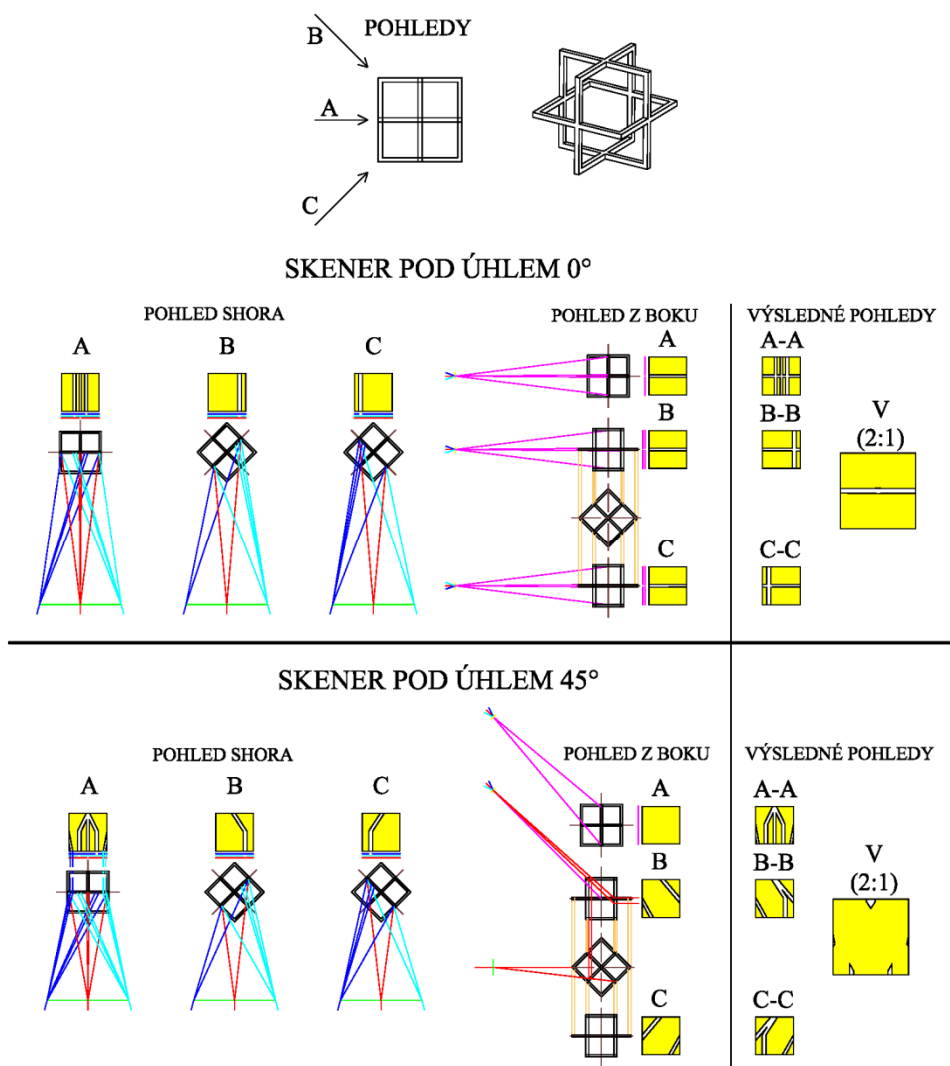 POHLEDY
B
A
C
SKENER POD ÚHLEM 0°
POHLED SHORA
POHLED Z BOKU
VÝSLEDNÉ POHLEDY
A
B
C
A
B
C
A-A
B-B
C-C
V
(2:1)
SKENER POD ÚHLEM 45°
POHLED SHORA
POHLED Z BOKU
VÝSLEDNÉ POHLEDY
A
B
C
A
B
C
A-A
B-B
C-C
V
(2:1)